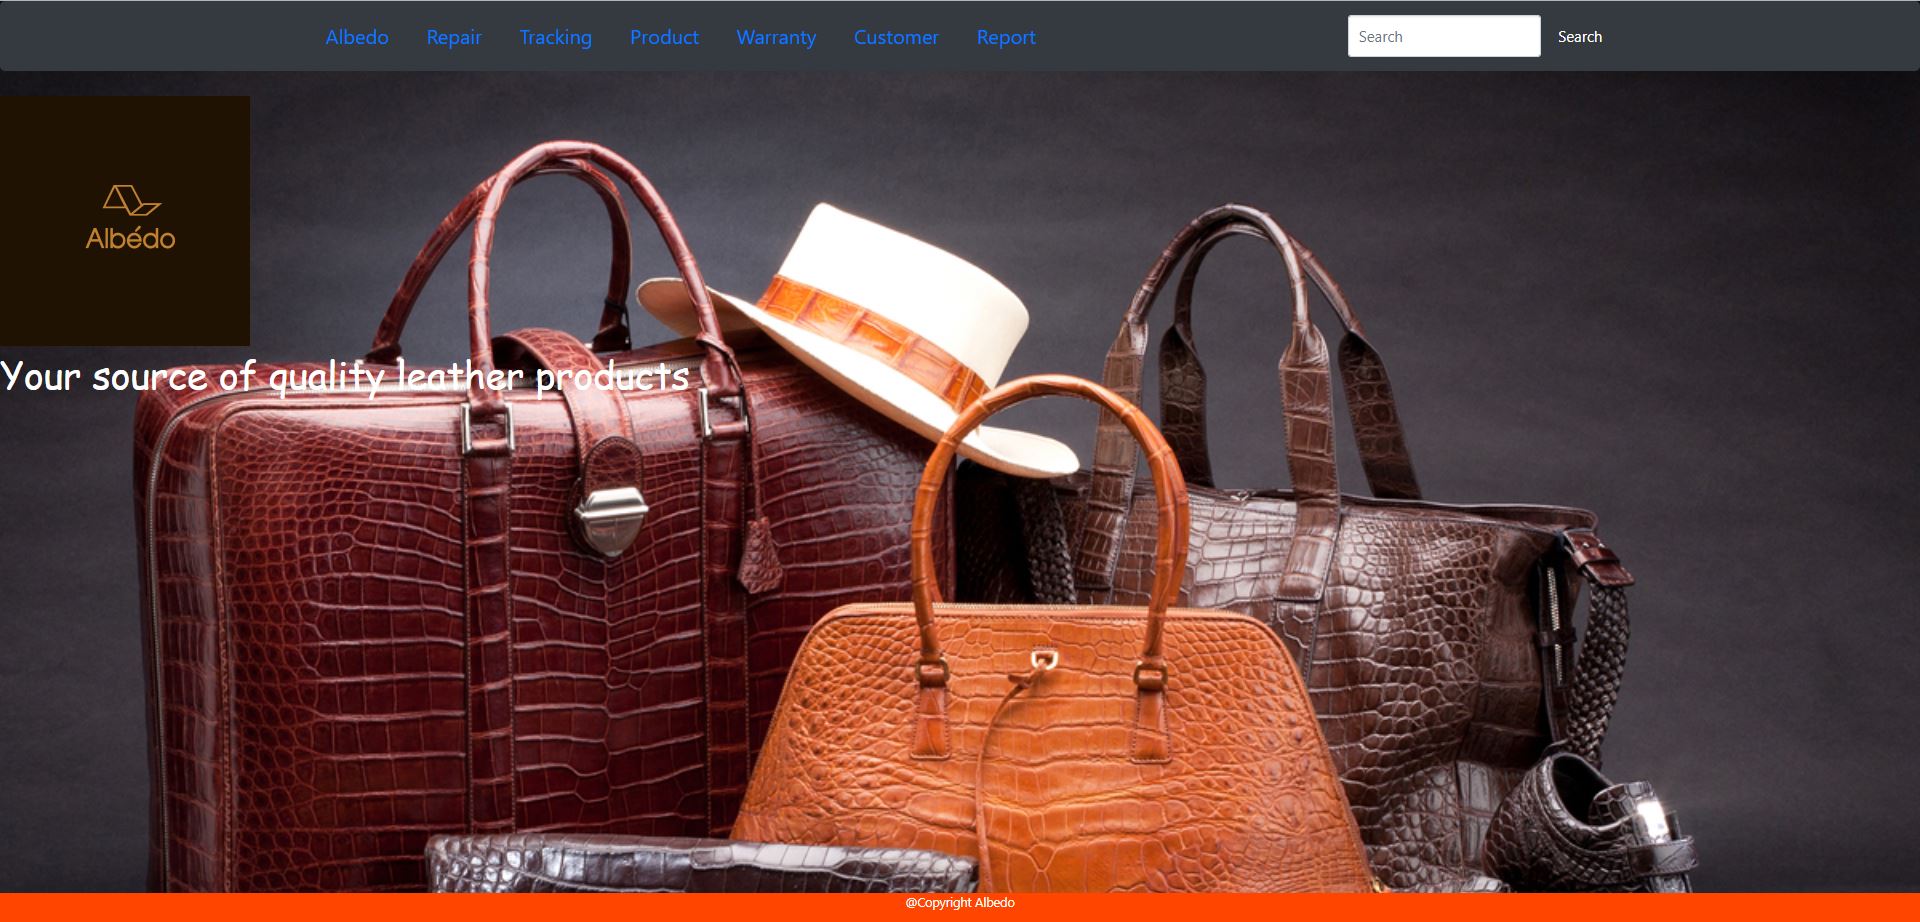 Albedo Repair Tracking Product Warranty Customer Report Search Search
Albédo
Your source of quality leather products
@Copyright Albedo